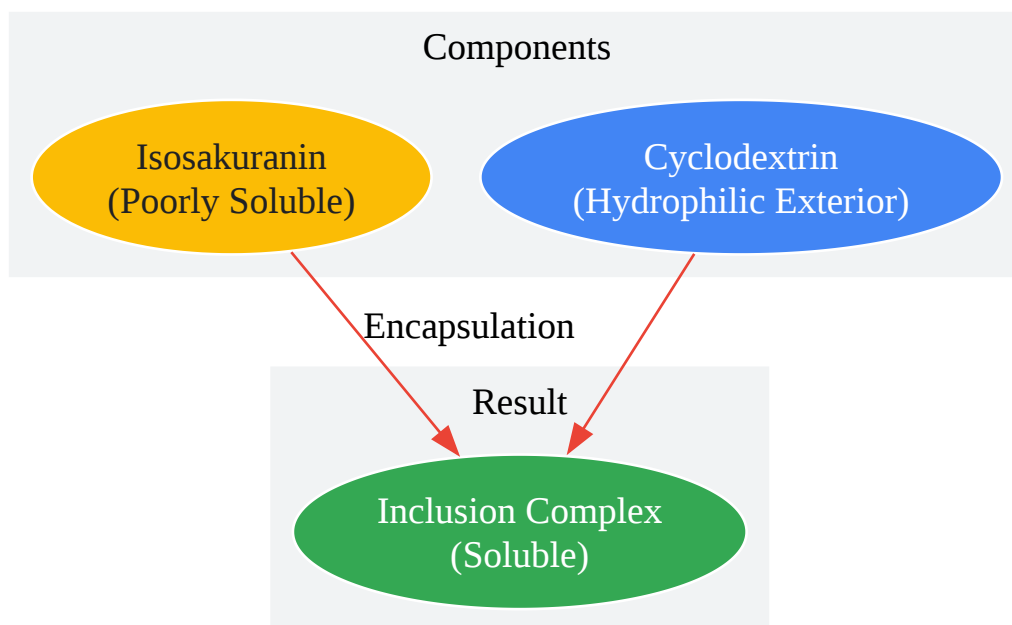 Components
Isosakuranin
(Poorly Soluble)
Cyclodextrin
(Hydrophilic Exterior)
Encapsulation
Result
Inclusion Complex
(Soluble)